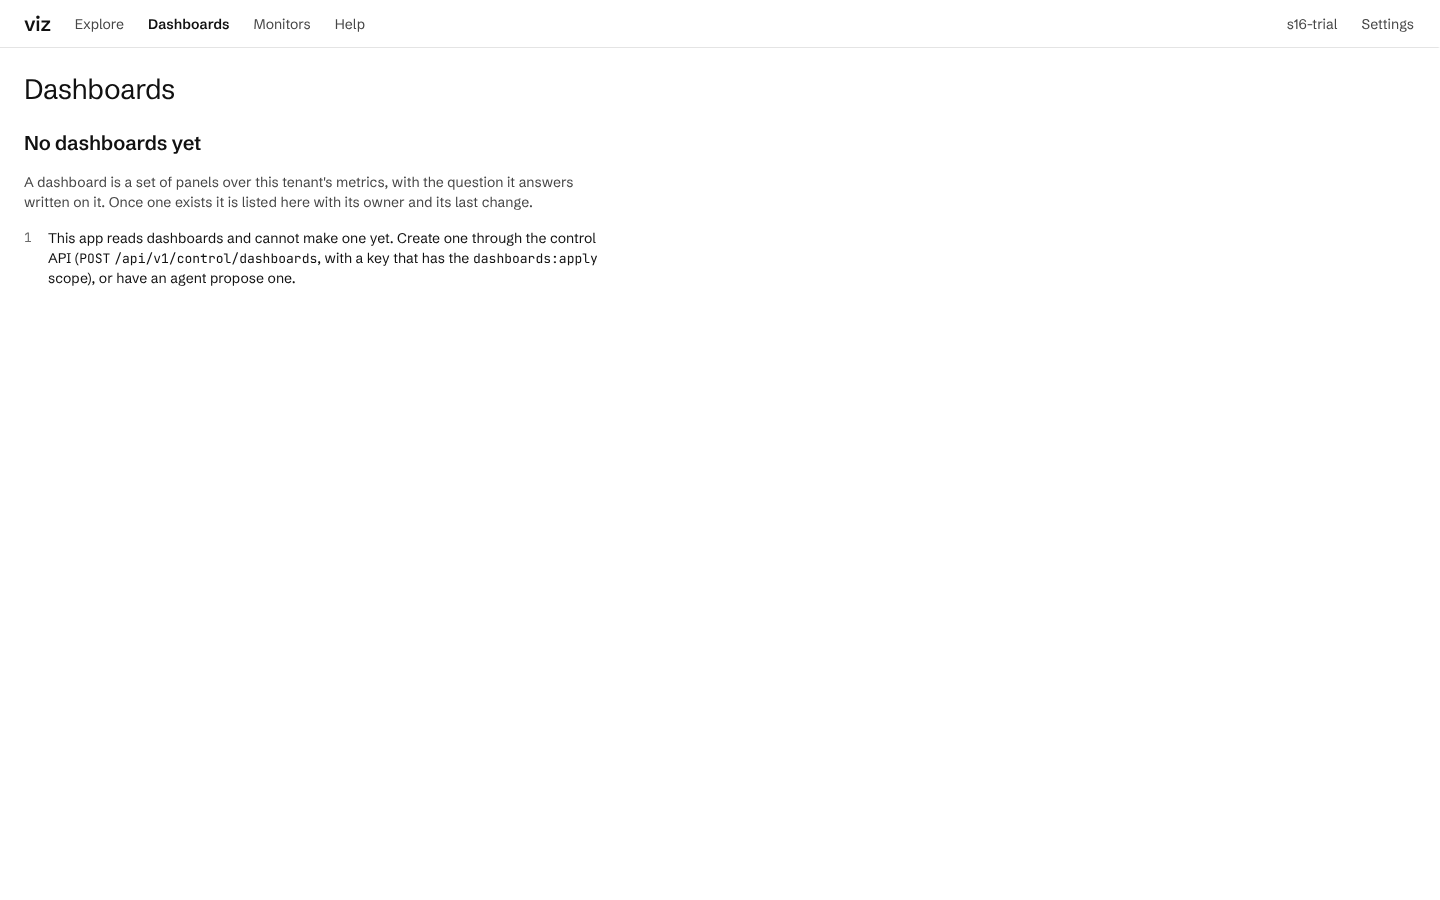 viz Explore Dashboards Monitors Help s16-trial Settings
Dashboards
No dashboards yet
A dashboard is a set of panels over this tenant's metrics, with the question it answers
written on it. Once one exists it is listed here with its owner and its last change.
1 This app reads dashboards and cannot make one yet. Create one through the control
API (POST /api/v1/control/dashboards, with a key that has the dashboards:apply
scope), or have an agent propose one.